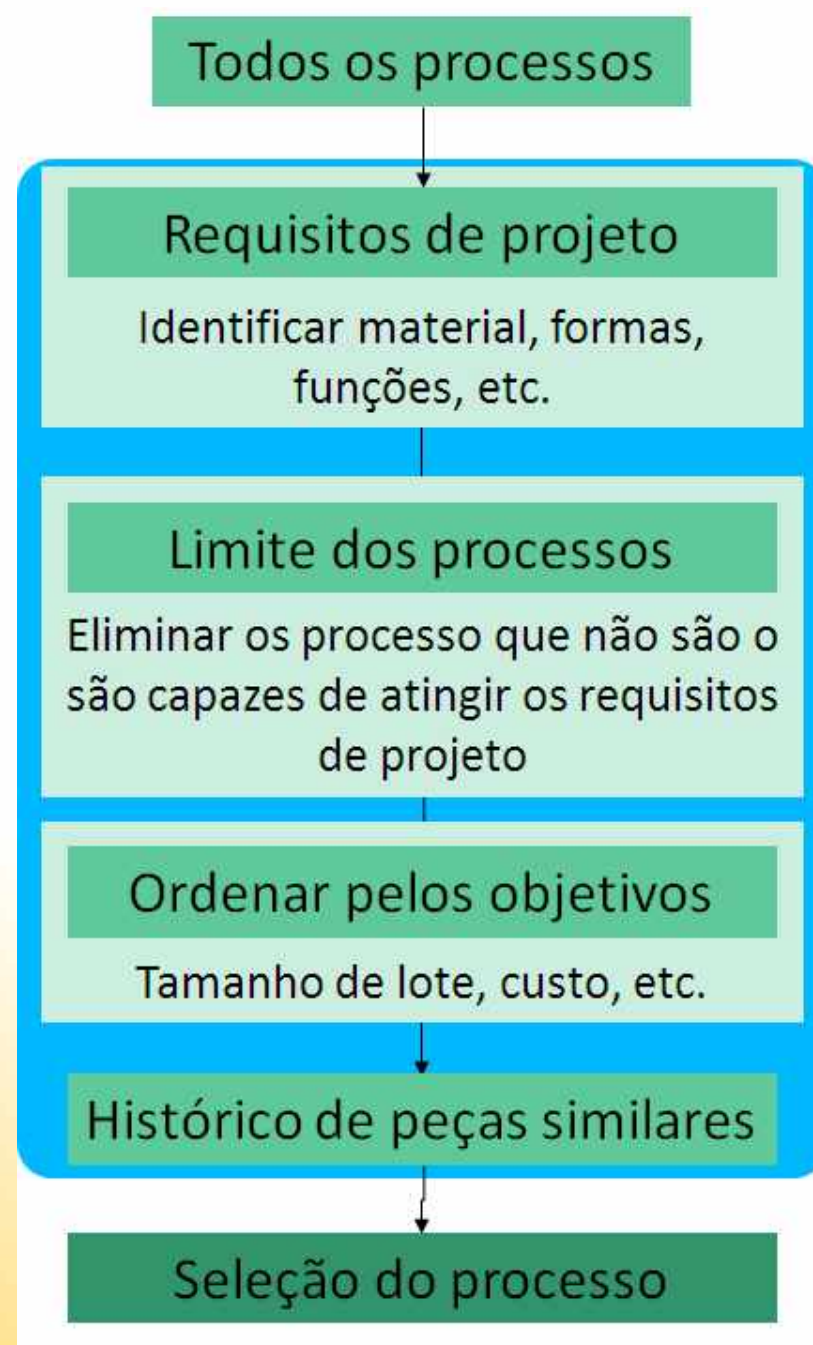 Todos os processos
Requisitos de projeto
Identificar material, formas,
funções, etc.
Limite dos processos
Eliminar os processo que não são o
são capazes de atingir os requisitos
de projeto
Ordenar pelos objetivos
Tamanho de lote, custo, etc.
Histórico de peças similares
Seleção do processo